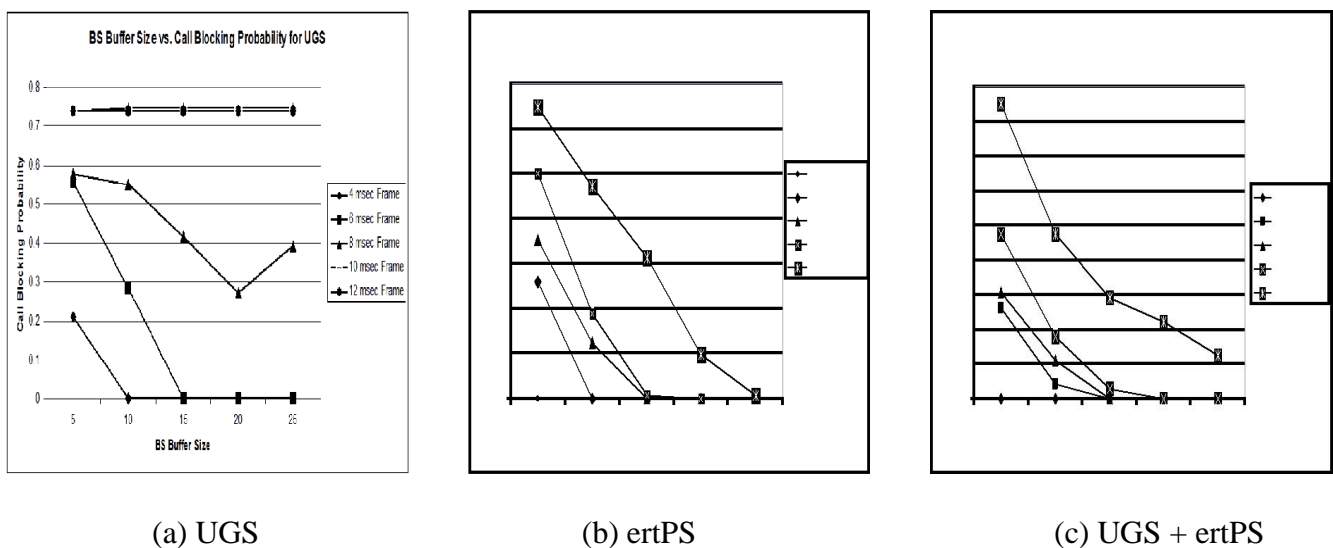 BS Buffer Size vs. Call Blocking Probability for UGS
0.8
0.7
0.6
0.5
0.4
0.3
0.2
0.1
0
Call Blocking Probability
5 10 15 20 25
BS Buffer Size
4 msec Frame
6 msec Frame
8 msec Frame
10 msec Frame
12 msec Frame
(a) UGS
(b) ertPS
(c) UGS + ertPS